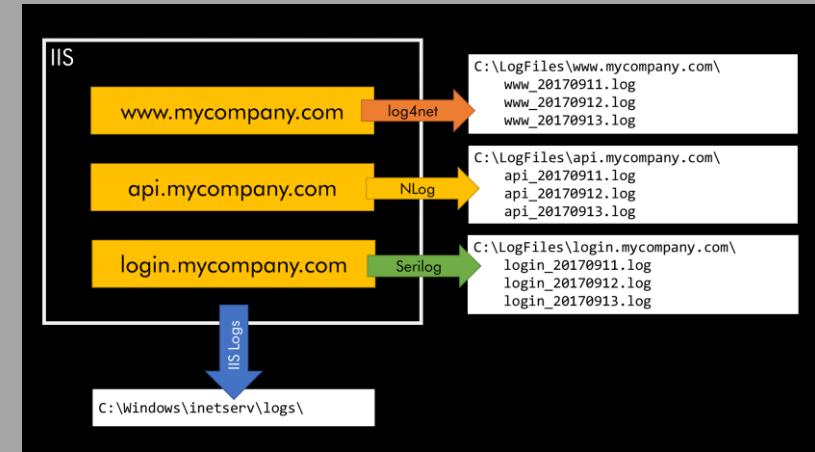 IIS
www.mycompany.com
log4net
C:\LogFiles\www.mycompany.com\
www_20170911.log
www_20170912.log
www_20170913.log
api.mycompany.com
NLog
C:\LogFiles\api.mycompany.com\
api_20170911.log
api_20170912.log
api_20170913.log
login.mycompany.com
Serilog
C:\LogFiles\login.mycompany.com\
login_20170911.log
login_20170912.log
login_20170913.log
IIS Logs
C:\Windows\inetserv\logs\